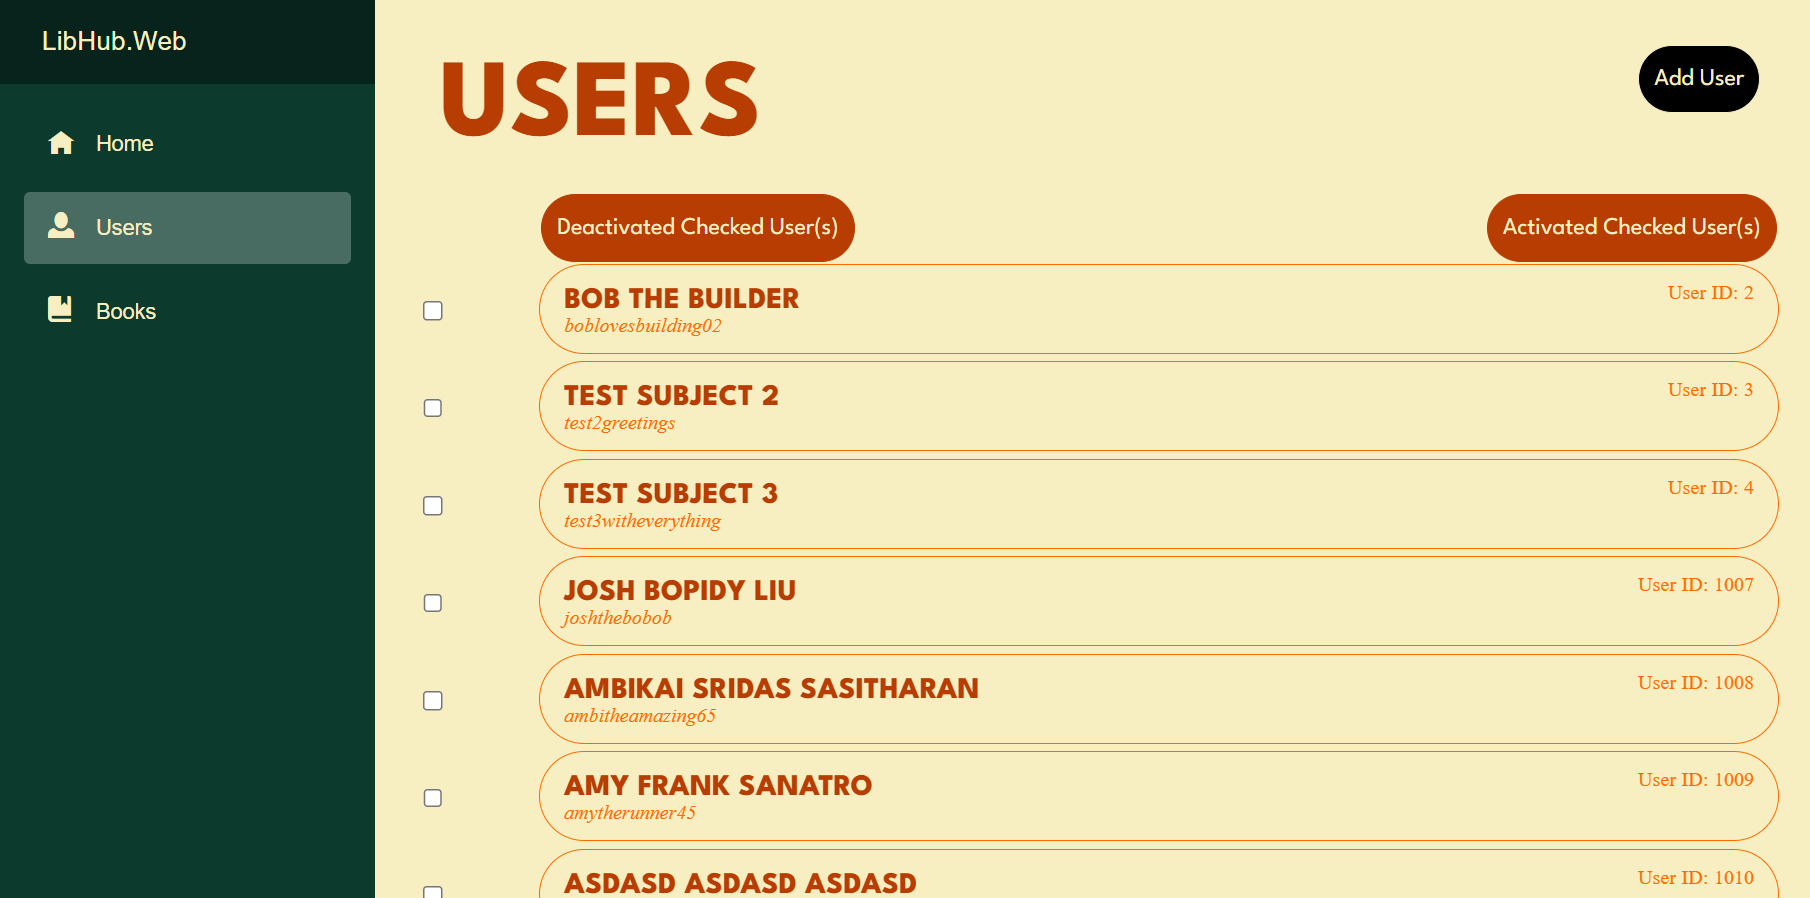 LibHub.Web
Home
Users
Books
USERS
Add User
Deactivated Checked User(s)
Activated Checked User(s)
BOB THE BUILDER
User ID: 2
boblovesbuilding02
TEST SUBJECT 2
User ID: 3
test2greetings
TEST SUBJECT 3
User ID: 4
test3witheverything
JOSH BOPIDY LIU
User ID: 1007
joshthebobob
AMBIKAI SRIDAS SASITHARAN
User ID: 1008
ambitheamazing65
AMY FRANK SANATRO
User ID: 1009
amytherunner45
ASDASD ASDASD ASDASD
User ID: 1010